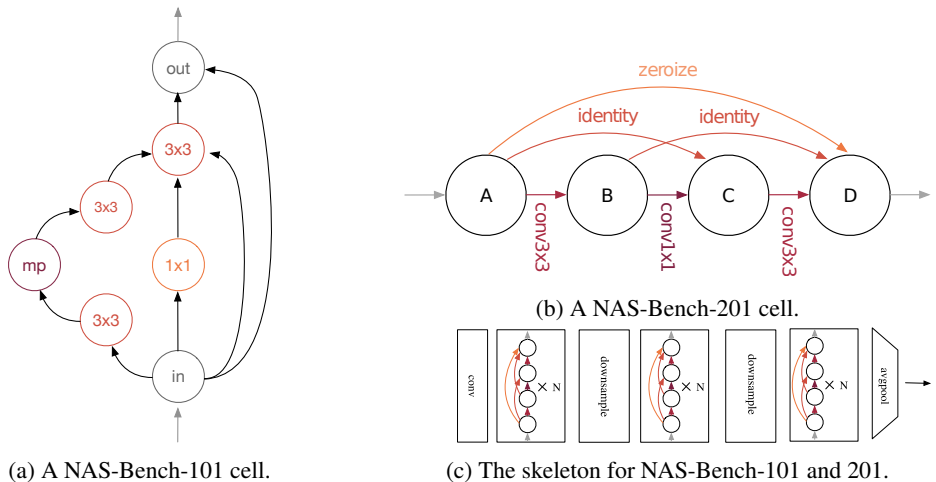 out
3x3
3x3
mp
1x1
3x3
in
(a) A NAS-Bench-101 cell.
zeroize
identity
identity
A
B
C
D
conv3x3
conv1x1
conv3x3
(b) A NAS-Bench-201 cell.
conv
× N
downsample
× N
downsample
× N
avgpool
(c) The skeleton for NAS-Bench-101 and 201.